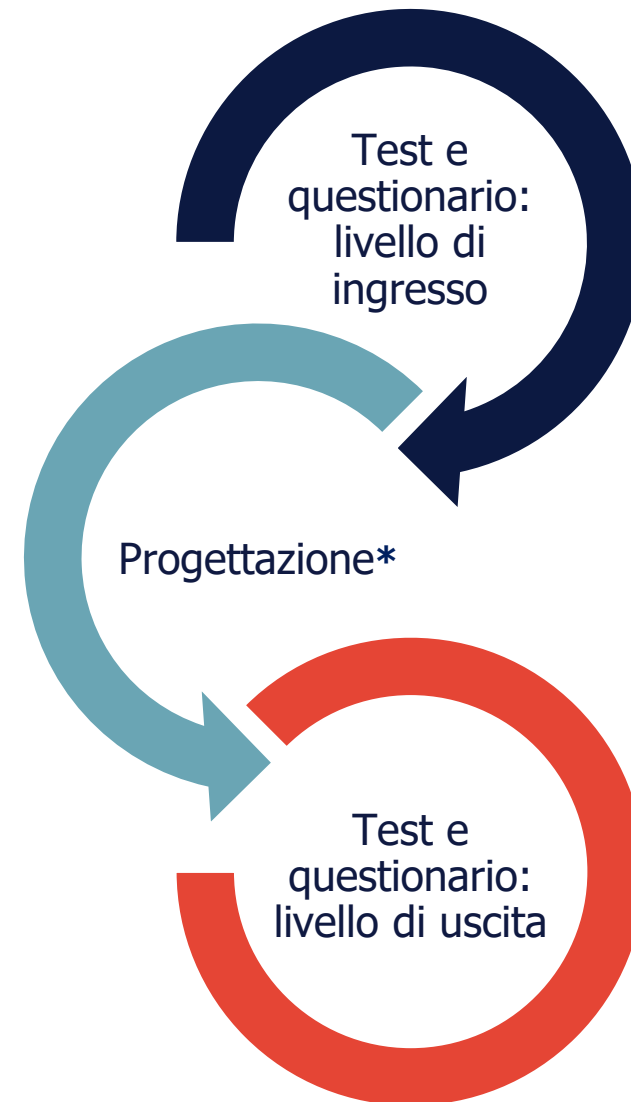 Test e
questionario:
livello di
ingresso
Progettazione*
Test e
questionario:
livello di uscita